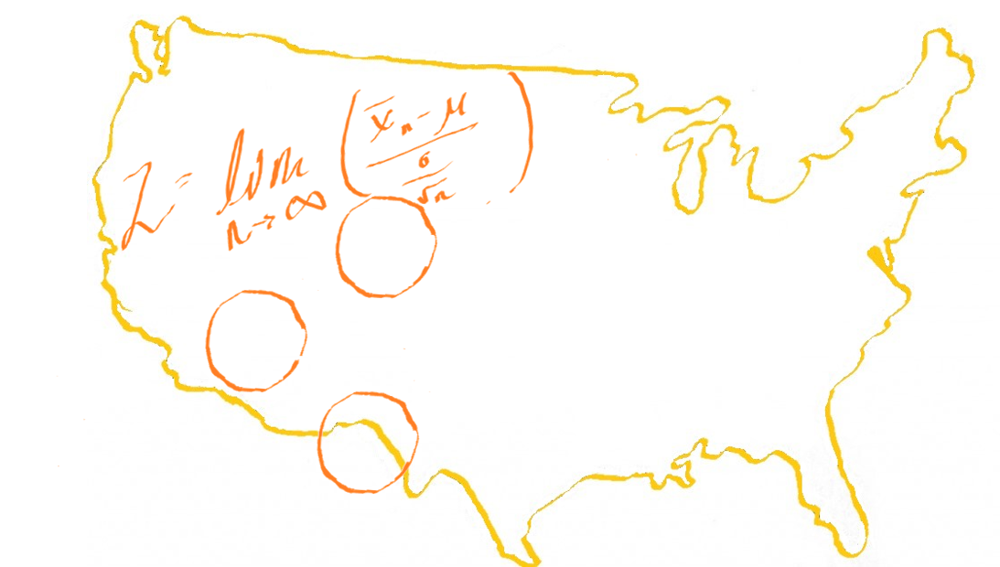 Z = lim n→∞ ( (X̄ₙ - μ) / (σ / √n) )